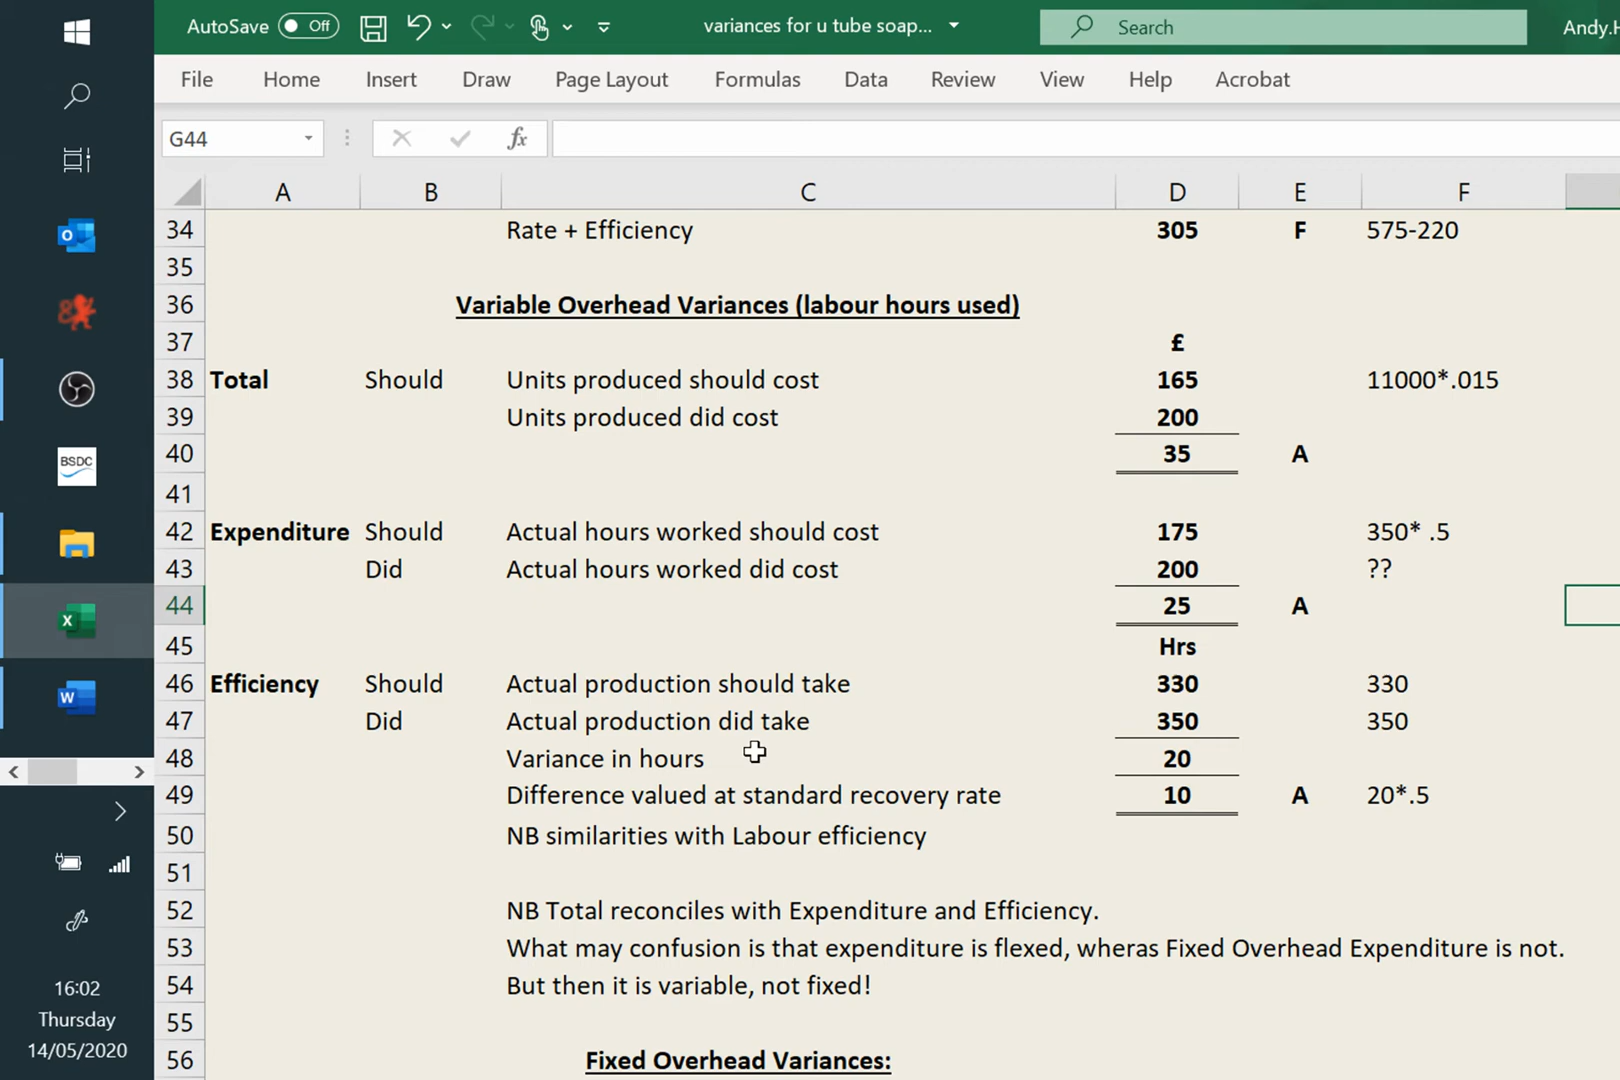 AutoSave Off variances for u tube soap... Search Andy.H
File Home Insert Draw Page Layout Formulas Data Review View Help Acrobat
G44 fx
A B C D E F
34 Rate + Efficiency 305 F 575-220
35
36 Variable Overhead Variances (labour hours used)
37 £
38 Total Should Units produced should cost 165 11000*.015
39 Units produced did cost 200
40 35 A
41
42 Expenditure Should Actual hours worked should cost 175 350* .5
43 Did Actual hours worked did cost 200 ??
44 25 A
45 Hrs
46 Efficiency Should Actual production should take 330 330
47 Did Actual production did take 350 350
48 Variance in hours 20
49 Difference valued at standard recovery rate 10 A 20*.5
50 NB similarities with Labour efficiency
51
52 NB Total reconciles with Expenditure and Efficiency.
53 What may confusion is that expenditure is flexed, wheras Fixed Overhead Expenditure is not.
54 But then it is variable, not fixed!
55
56 Fixed Overhead Variances:
BSDC
16:02
Thursday
14/05/2020